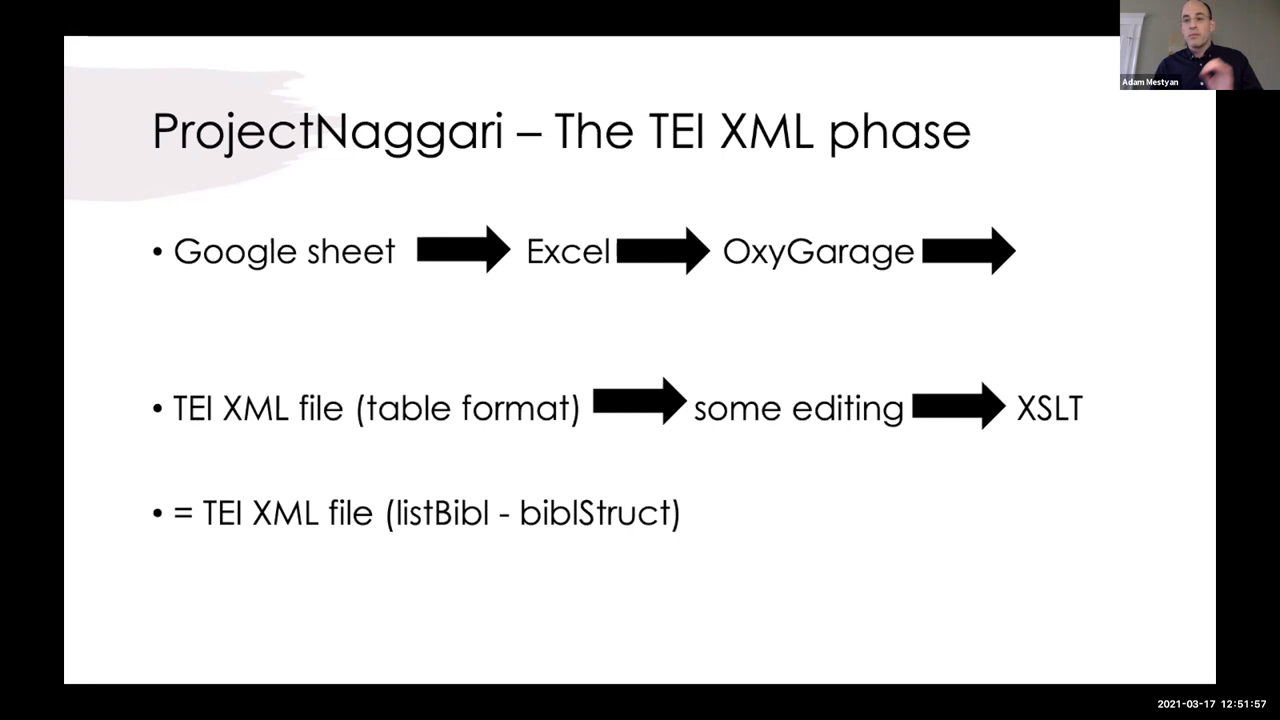 Adam Mestyan
ProjectNaggari – The TEI XML phase
• Google sheet Excel OxyGarage
• TEI XML file (table format) some editing XSLT
• = TEI XML file (listBibl - biblStruct)
2021-03-17 12:51:57